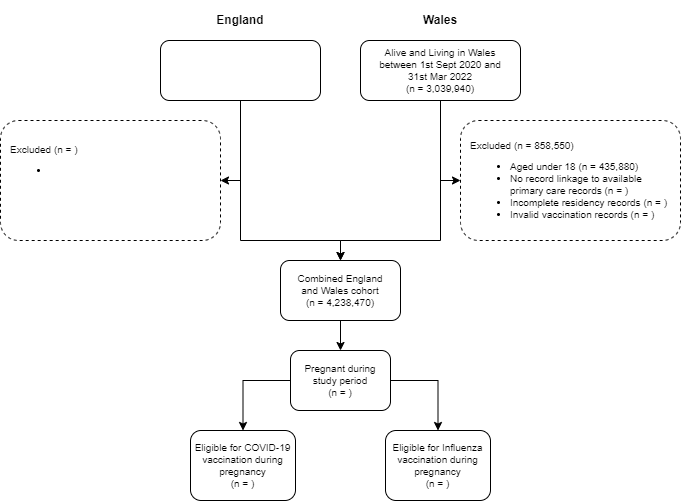 England
Wales
Alive and Living in Wales
between 1st Sept 2020 and
31st Mar 2022
(n = 3,039,940)
Excluded (n = )
•
Excluded (n = 858,550)
• Aged under 18 (n = 435,880)
• No record linkage to available
primary care records (n = )
• Incomplete residency records (n = )
• Invalid vaccination records (n = )
Combined England
and Wales cohort
(n = 4,238,470)
Pregnant during
study period
(n = )
Eligible for COVID-19
vaccination during
pregnancy
(n = )
Eligible for Influenza
vaccination during
pregnancy
(n = )